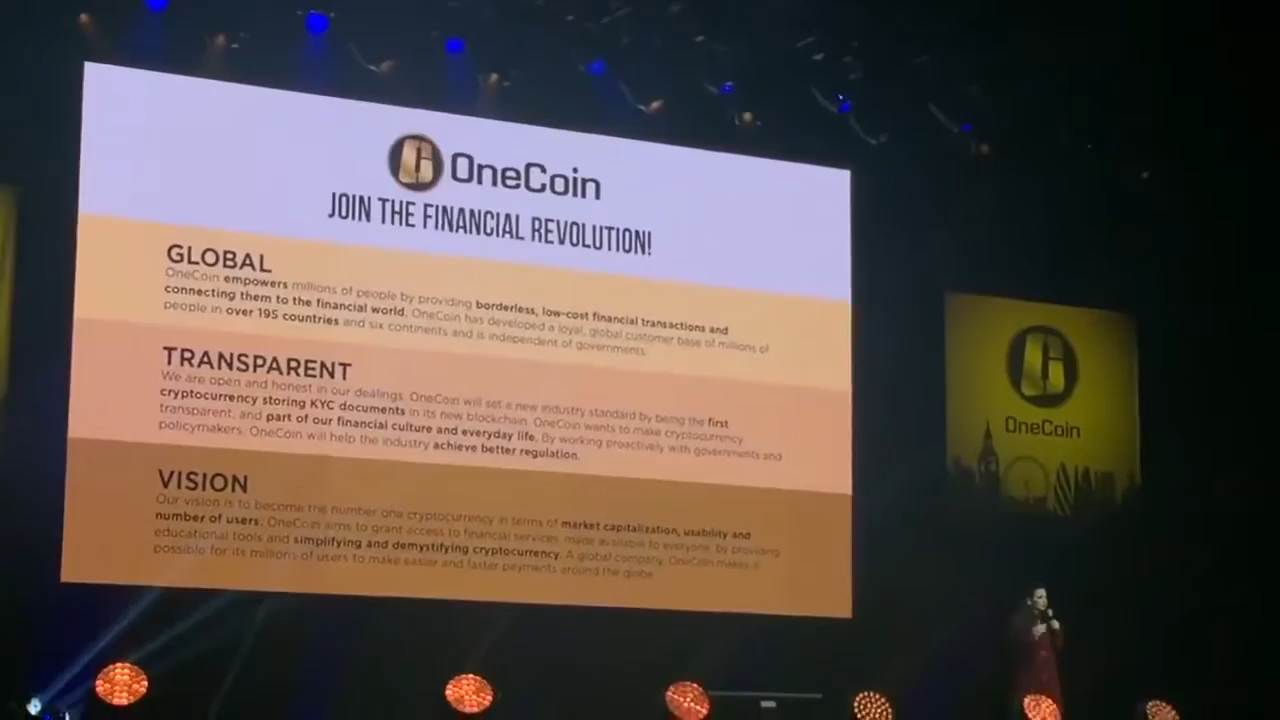 OneCoin
JOIN THE FINANCIAL REVOLUTION!
GLOBAL
OneCoin empowers millions of people by providing borderless, low-cost financial transactions and
connecting them to the financial world. OneCoin has developed a loyal, global customer base of millions of
people in over 195 countries and six continents and is independent of governments.
TRANSPARENT
We are open and honest in our dealings. OneCoin will set a new industry standard by being the first
cryptocurrency storing KYC documents in its new blockchain. OneCoin wants to make cryptocurrency
transparent, and part of our financial culture and everyday life. By working proactively with governments and
policymakers, OneCoin will help the industry achieve better regulation.
VISION
Our vision is to become the number one cryptocurrency in terms of market capitalization, usability and
number of users. OneCoin aims to grant access to financial services, made available to everyone, by providing
educational tools and simplifying and demystifying cryptocurrency. A global company, OneCoin makes it
possible for its millions of users to make easier and faster payments around the globe.
OneCoin